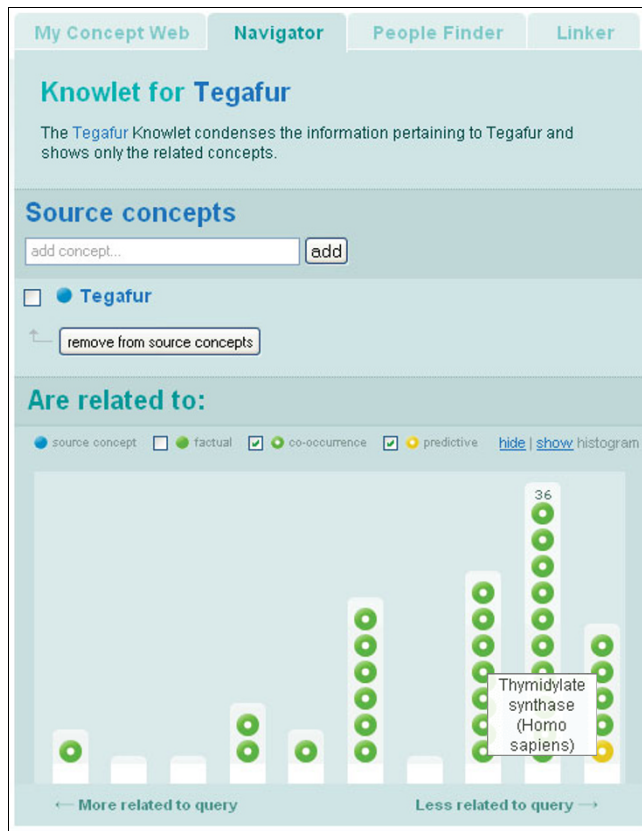 My Concept Web Navigator People Finder Linker
Knowlet for Tegafur
The Tegafur Knowlet condenses the information pertaining to Tegafur and
shows only the related concepts.
Source concepts
add concept... add
Tegafur
remove from source concepts
Are related to:
source concept factual co-occurrence predictive hide | show histogram
36
Thymidylate
synthase
(Homo
sapiens)
← More related to query Less related to query →